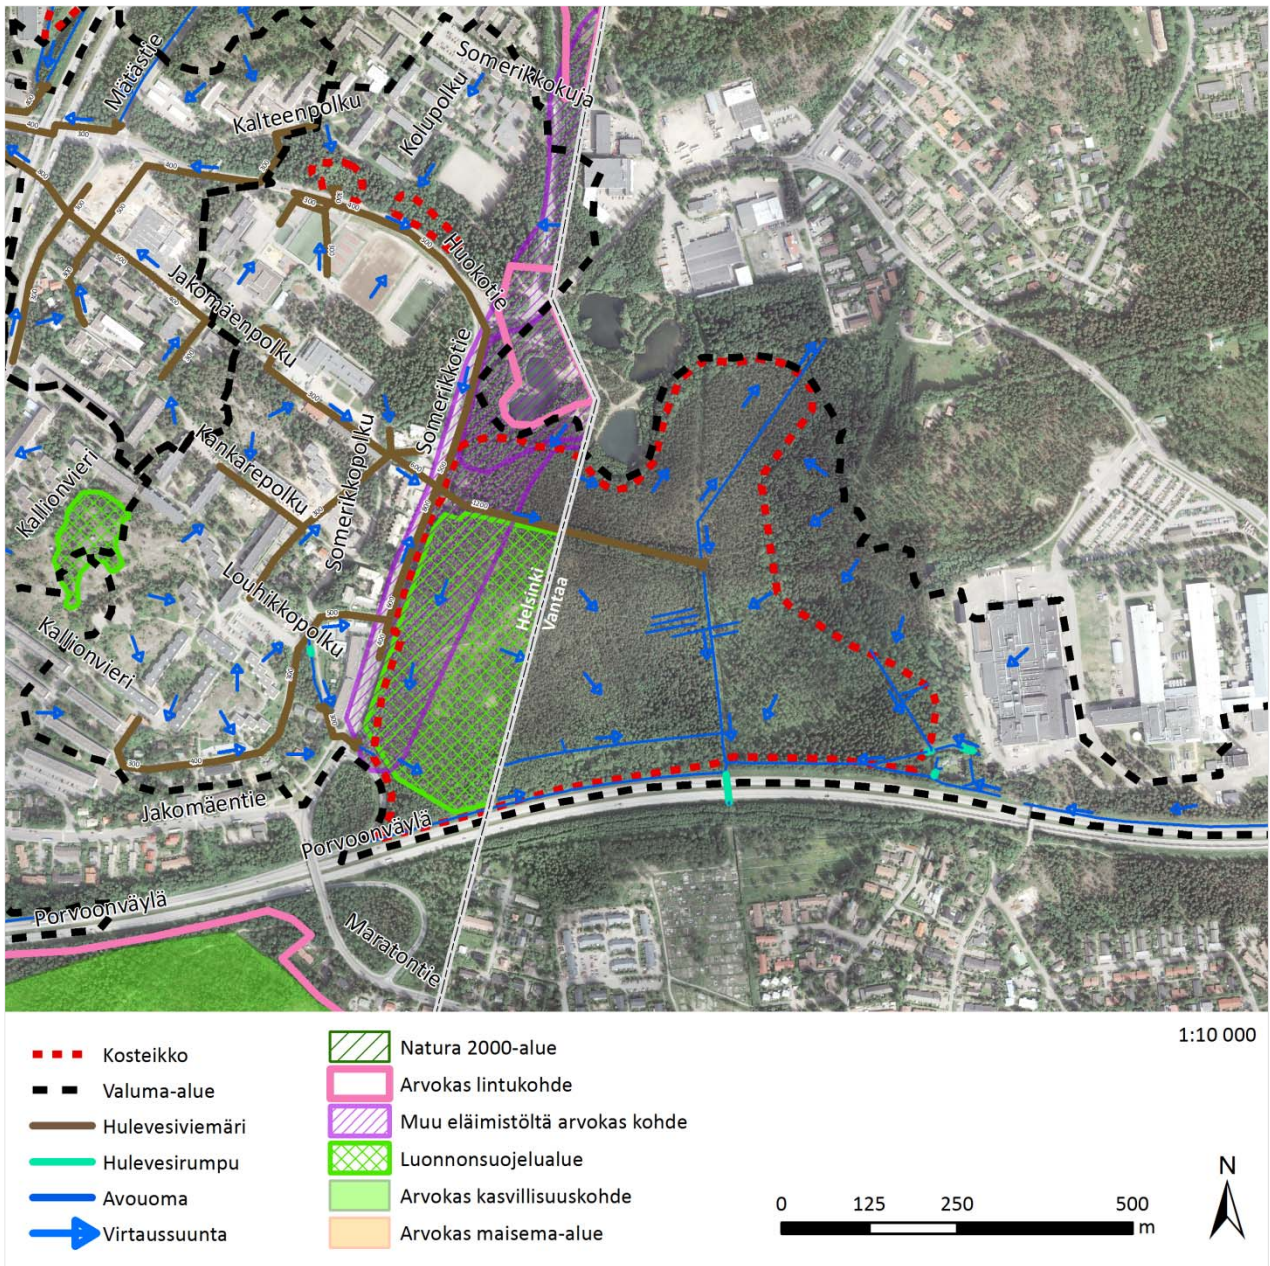 Mätastie
Kalteenpolku
Kolupolku
Somerikkokuja
Huokotie
Jakomäenpolku
Somerikkotie
Kankarepolku
Somerikkopolku
Kallionvieri
Louhikkopolku
Kallionvieri
Helsinki
Vantaa
Jakomäentie
Porvoonväylä
Porvoonväylä
Maratontie
1200
Kosteikko
Valuma-alue
Hulevesiviemäri
Hulevesirumpu
Avouoma
Virtaussuunta
Natura 2000-alue
Arvokas lintukohde
Muu eläimistöltä arvokas kohde
Luonnonsuojelualue
Arvokas kasvillisuuskohde
Arvokas maisema-alue
1:10 000
N
0 125 250 500
m